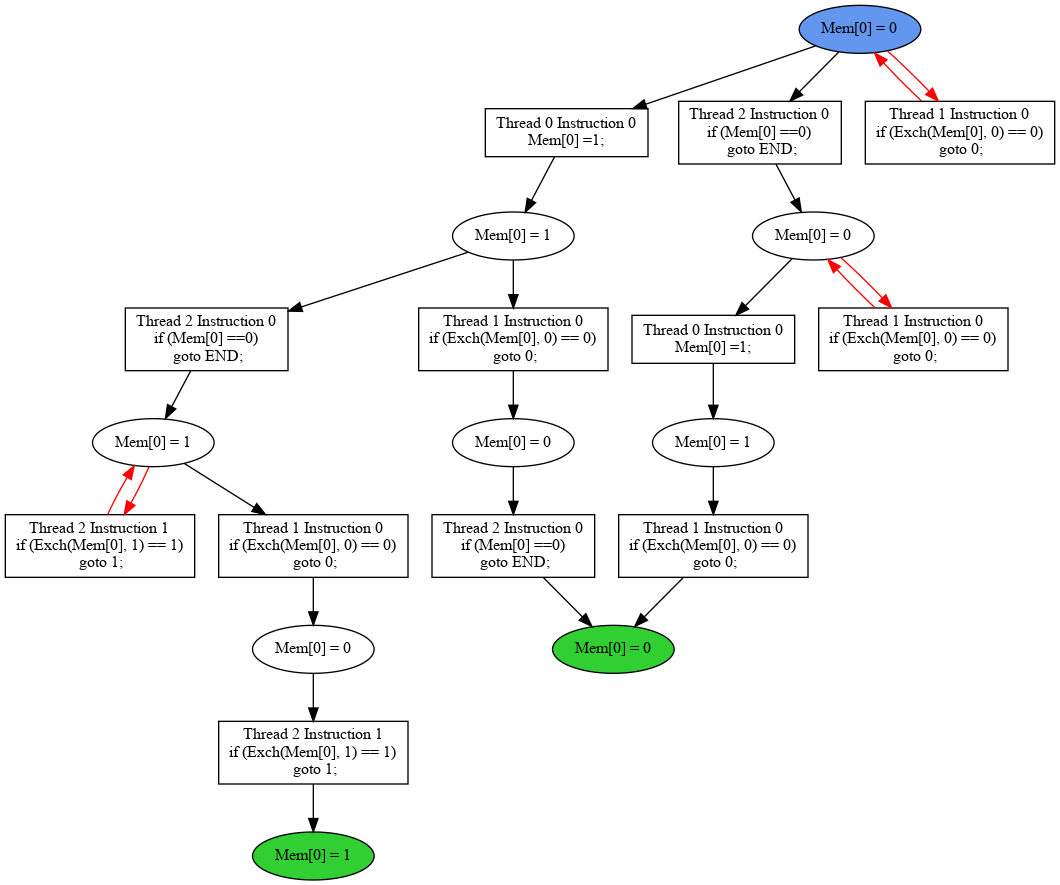 Mem[0] = 0
Thread 0 Instruction 0
Mem[0] =1;
Thread 2 Instruction 0
if (Mem[0] ==0)
goto END;
Thread 1 Instruction 0
if (Exch(Mem[0], 0) == 0)
goto 0;
Mem[0] = 1
Mem[0] = 0
Thread 2 Instruction 0
if (Mem[0] ==0)
goto END;
Thread 1 Instruction 0
if (Exch(Mem[0], 0) == 0)
goto 0;
Thread 0 Instruction 0
Mem[0] =1;
Thread 1 Instruction 0
if (Exch(Mem[0], 0) == 0)
goto 0;
Mem[0] = 1
Mem[0] = 0
Mem[0] = 1
Thread 2 Instruction 1
if (Exch(Mem[0], 1) == 1)
goto 1;
Thread 1 Instruction 0
if (Exch(Mem[0], 0) == 0)
goto 0;
Thread 2 Instruction 0
if (Mem[0] ==0)
goto END;
Thread 1 Instruction 0
if (Exch(Mem[0], 0) == 0)
goto 0;
Mem[0] = 0
Mem[0] = 0
Thread 2 Instruction 1
if (Exch(Mem[0], 1) == 1)
goto 1;
Mem[0] = 1